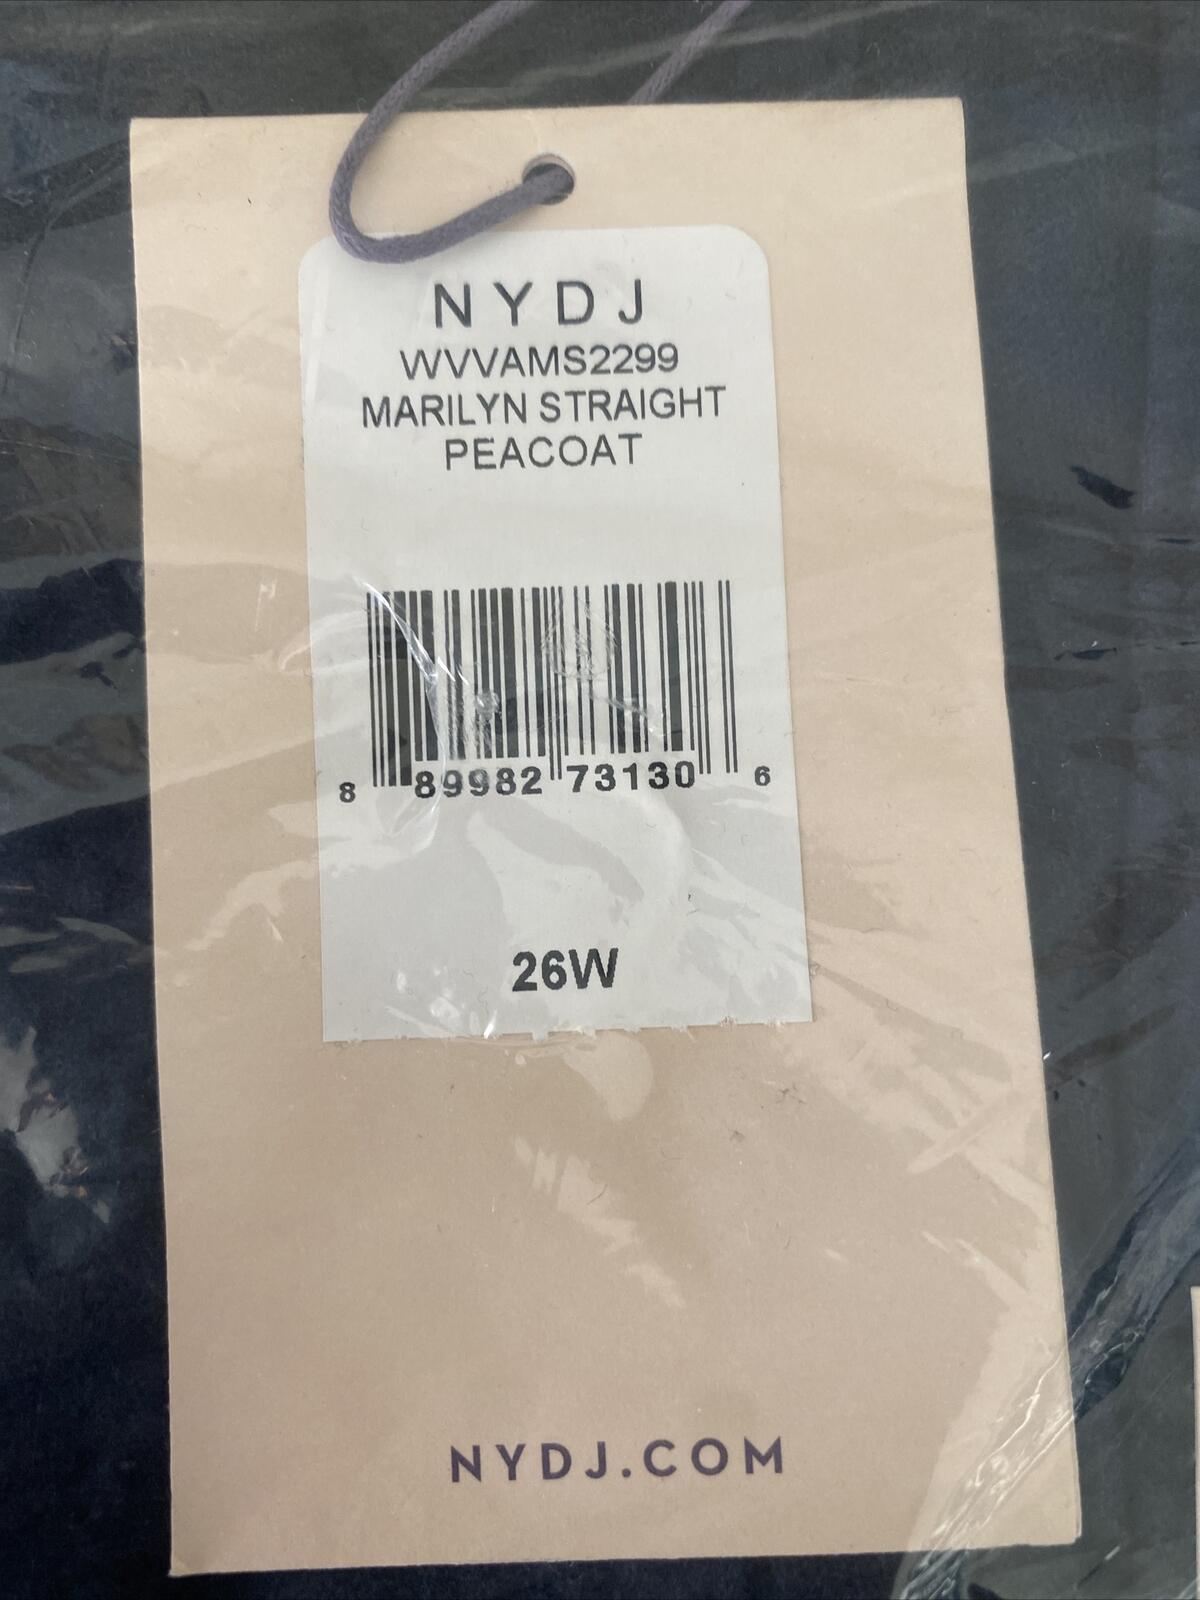 NYDJ
WVVAMS2299
MARILYN STRAIGHT
PEACOAT
8 89982 73130 6
26W
NYDJ.COM